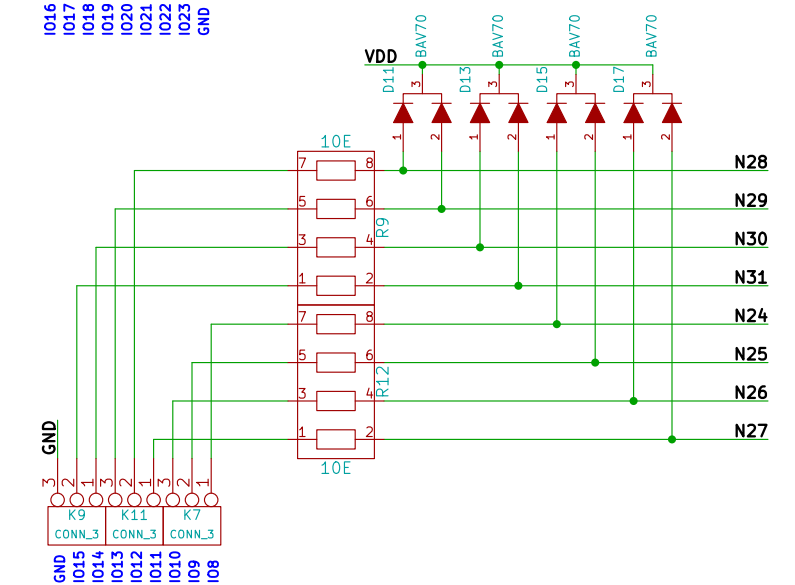 IO16
IO17
IO18
IO19
IO20
IO21
IO22
IO23
GND
BAV70
BAV70
BAV70
BAV70
VDD
D11
D13
D15
D17
3
3
3
3
1
2
1
2
1
2
1
2
10E
7
8
N28
5
6
N29
R9
3
4
N30
1
2
N31
7
8
N24
5
6
N25
R12
3
4
N26
1
2
N27
10E
GND
3
2
1
3
2
1
3
2
1
K9
K11
K7
CONN_3
CONN_3
CONN_3
GND
IO15
IO14
IO13
IO12
IO11
IO10
IO9
IO8